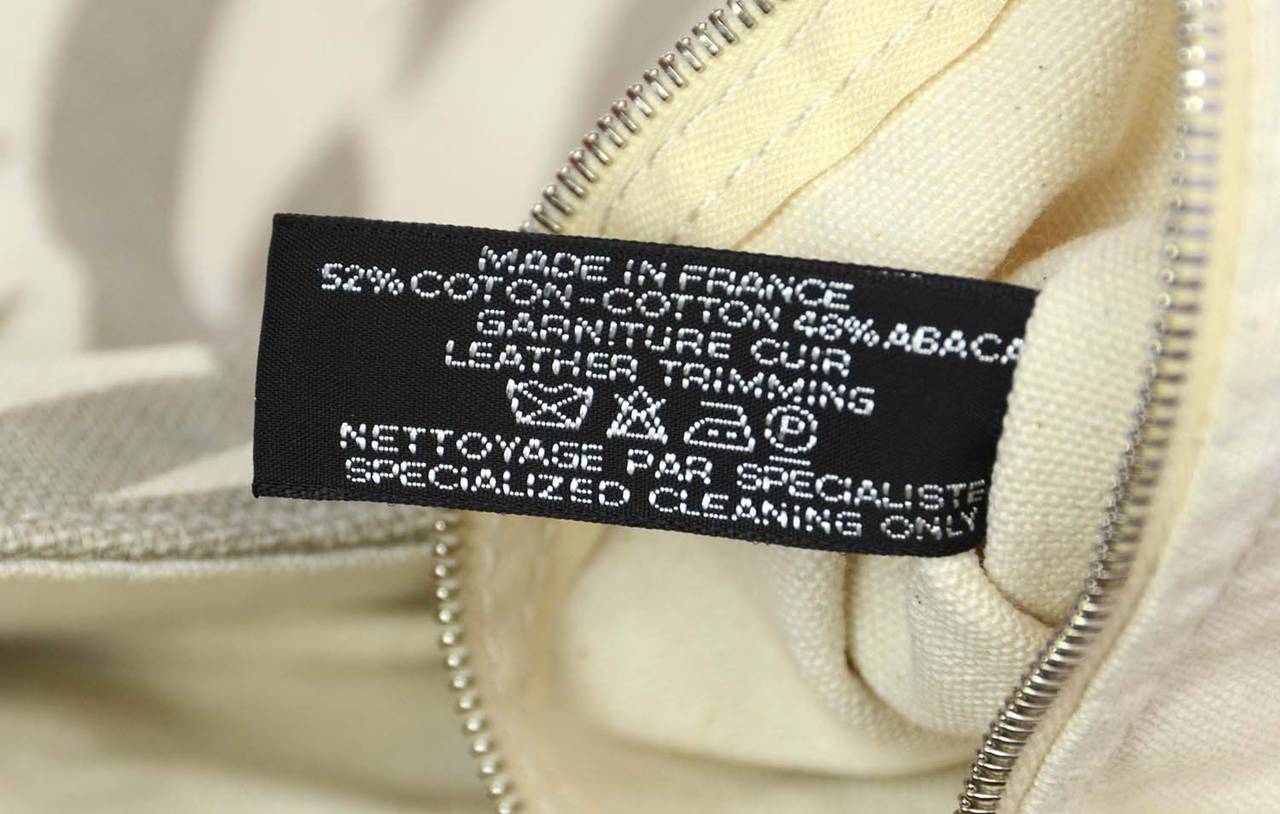 MADE IN FRANCE
52% COTON-COTTON 48% ABACA
GARNITURE CUIR
LEATHER TRIMMING
P
NETTOYAGE PAR SPECIALISTE
SPECIALIZED CLEANING ONLY